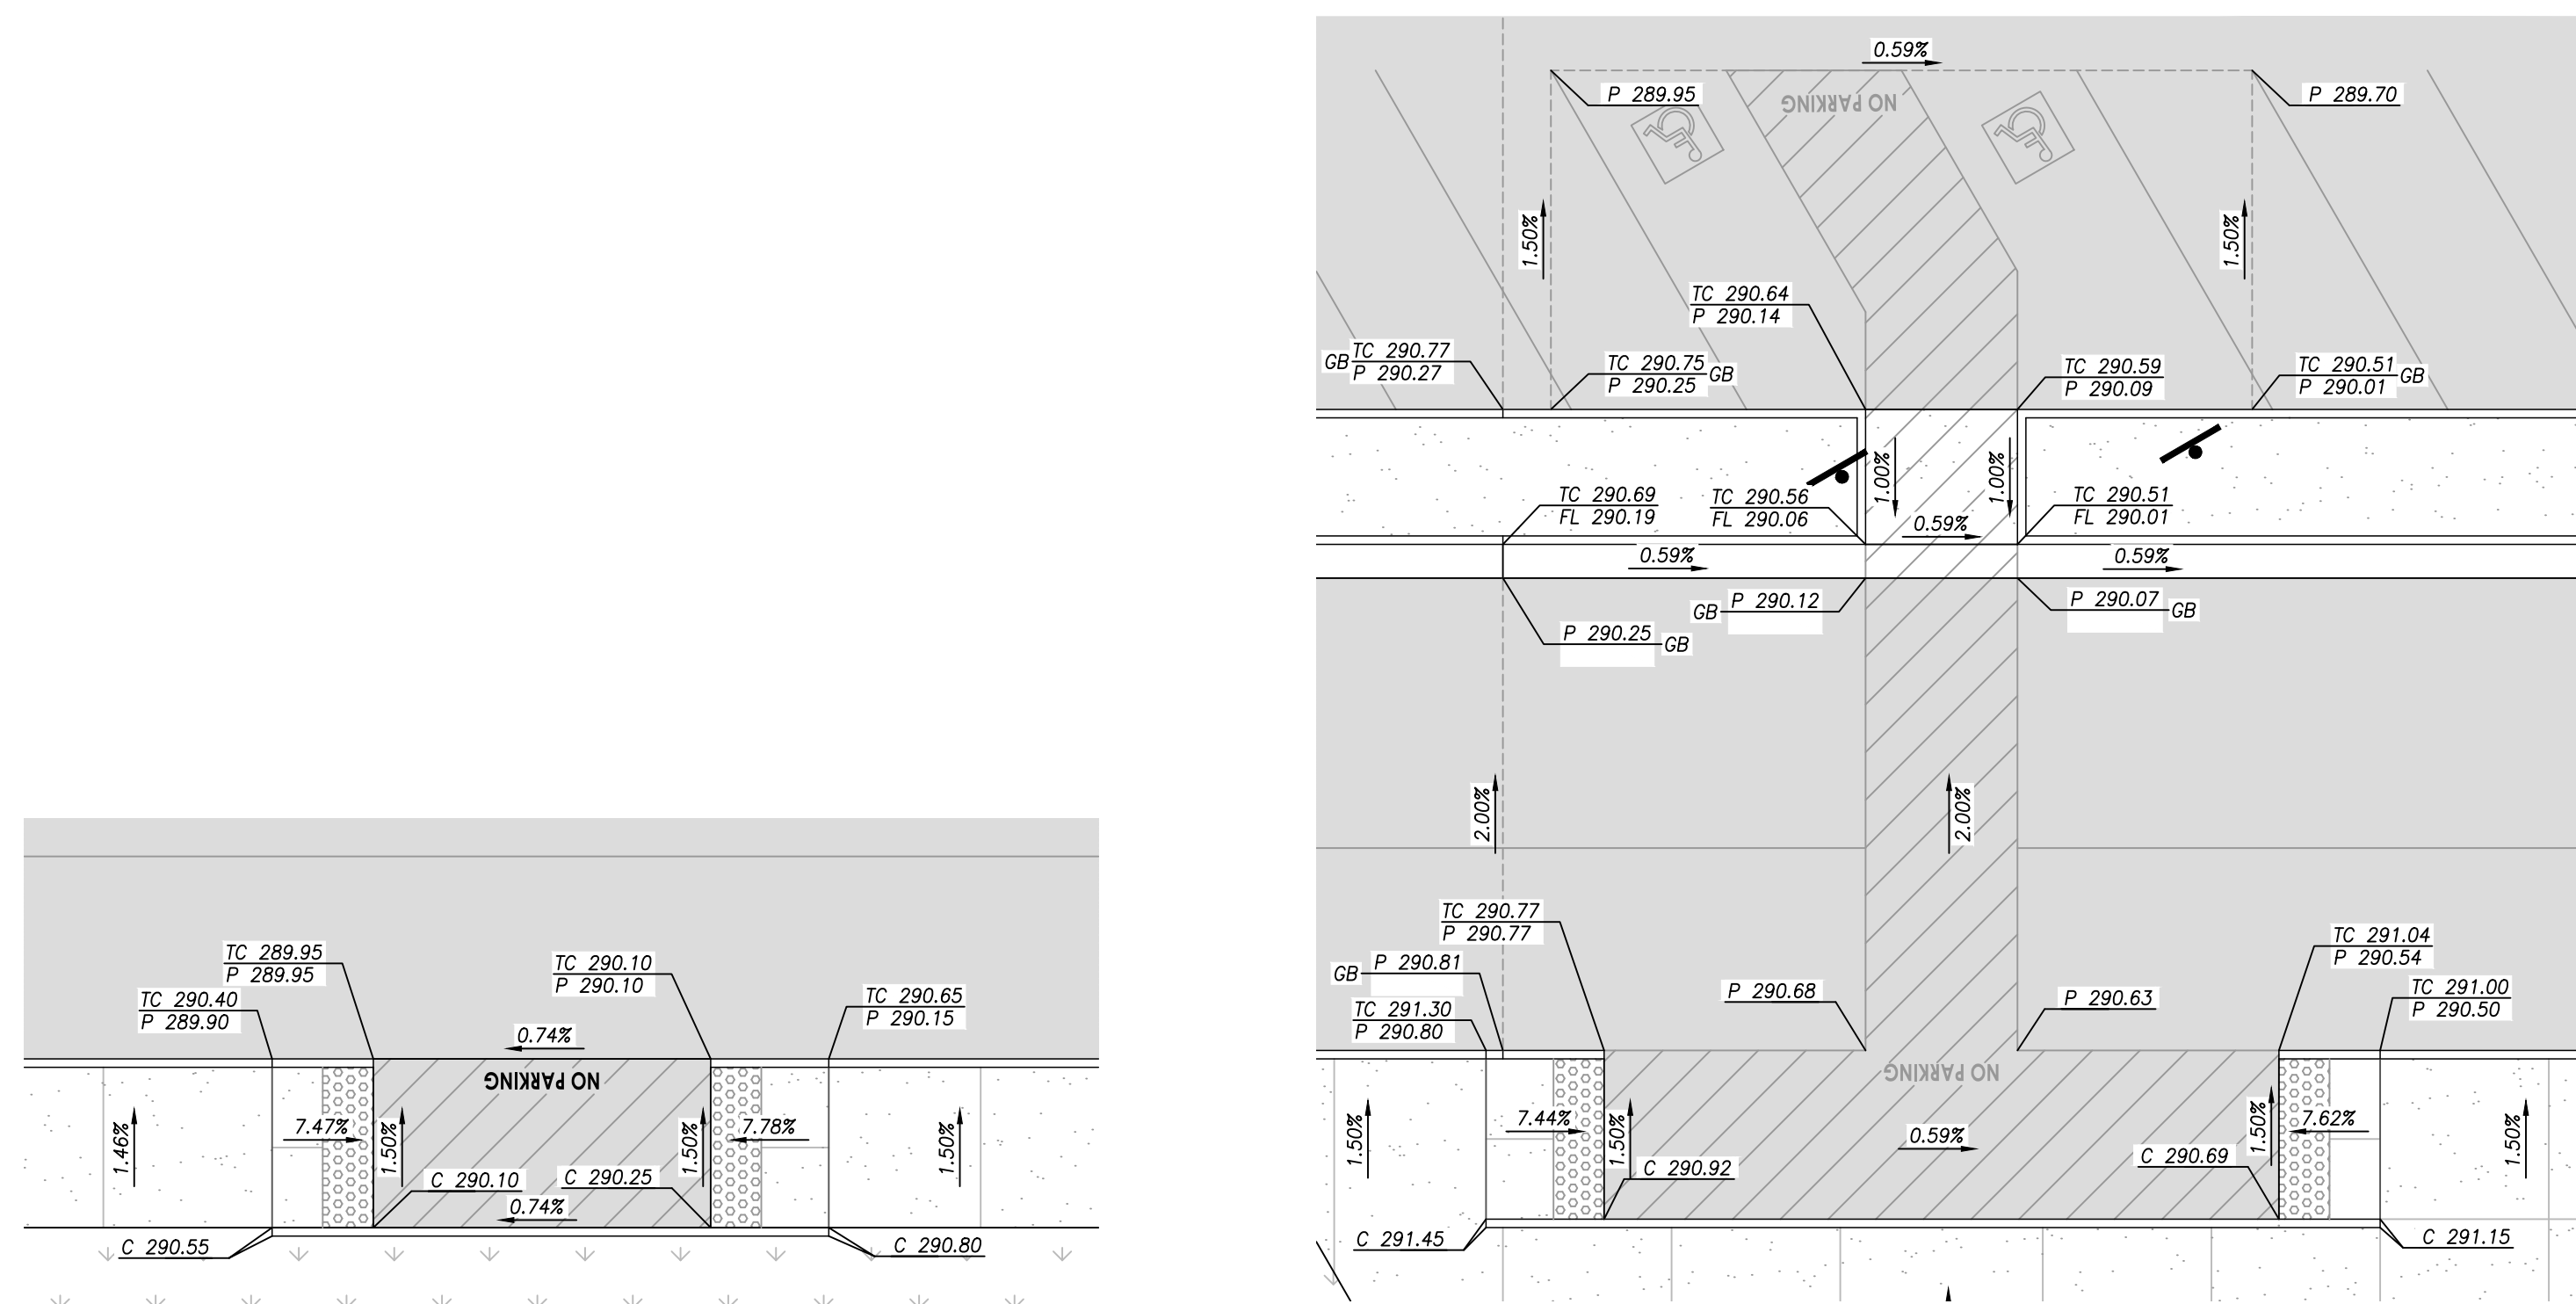 0.59%
P 289.95
P 289.70
NO PARKING
1.50%
1.50%
TC 290.64
P 290.14
GB
TC 290.77
P 290.27
TC 290.75
P 290.25
GB
TC 290.59
P 290.09
TC 290.51
P 290.01
GB
1.00%
1.00%
TC 290.69
FL 290.19
TC 290.56
FL 290.06
TC 290.51
FL 290.01
0.59%
0.59%
0.59%
P 290.12
GB
P 290.07
GB
P 290.25
GB
2.00%
2.00%
TC 290.77
P 290.77
GB
P 290.81
TC 291.30
P 290.80
P 290.68
P 290.63
TC 291.04
P 290.54
TC 291.00
P 290.50
NO PARKING
1.50%
7.44%
1.50%
0.59%
1.50%
7.62%
1.50%
C 290.92
C 290.69
C 291.45
C 291.15
TC 289.95
P 289.95
TC 290.10
P 290.10
TC 290.40
P 289.90
TC 290.65
P 290.15
0.74%
NO PARKING
1.46%
7.47%
1.50%
1.50%
7.78%
1.50%
C 290.10
C 290.25
0.74%
C 290.55
C 290.80